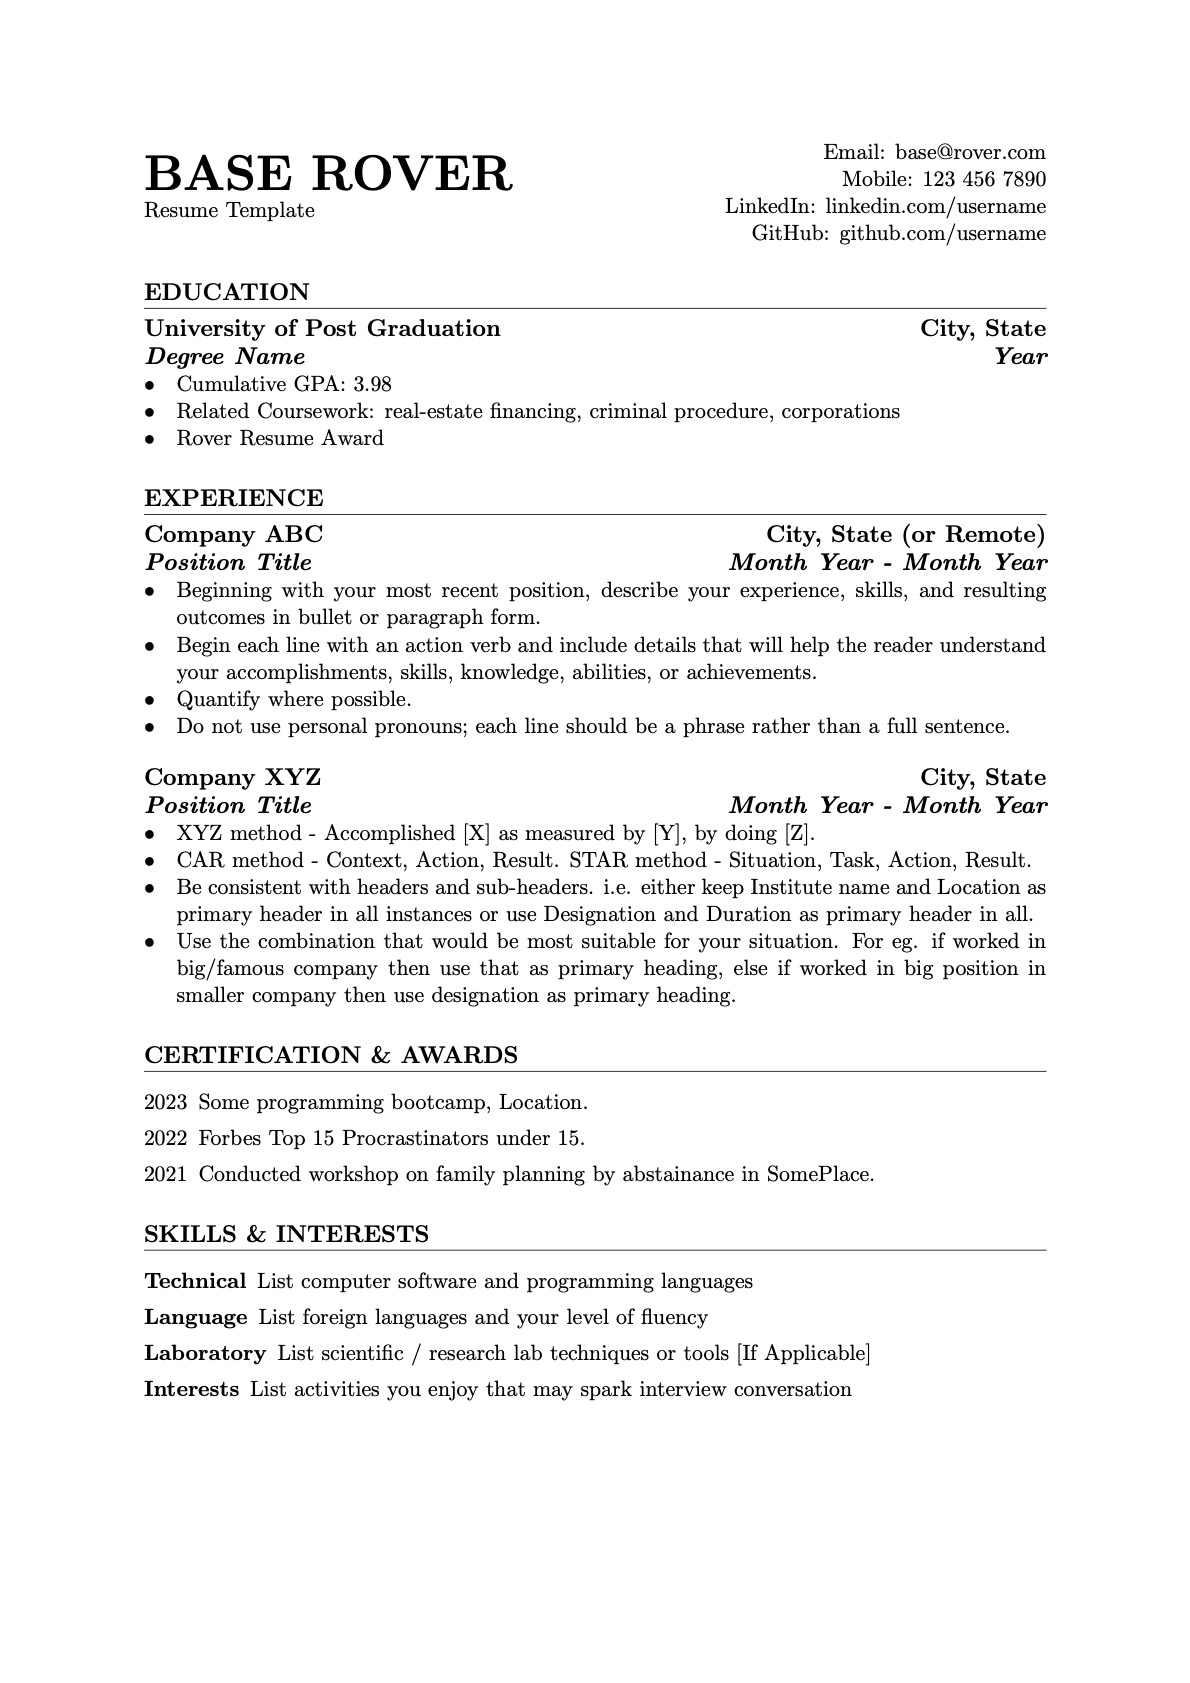 BASE ROVER
Resume Template
Email: base@rover.com
Mobile: 123 456 7890
LinkedIn: linkedin.com/username
GitHub: github.com/username
EDUCATION
University of Post Graduation City, State
Degree Name Year
• Cumulative GPA: 3.98
• Related Coursework: real-estate financing, criminal procedure, corporations
• Rover Resume Award
EXPERIENCE
Company ABC City, State (or Remote)
Position Title Month Year - Month Year
• Beginning with your most recent position, describe your experience, skills, and resulting
outcomes in bullet or paragraph form.
• Begin each line with an action verb and include details that will help the reader understand
your accomplishments, skills, knowledge, abilities, or achievements.
• Quantify where possible.
• Do not use personal pronouns; each line should be a phrase rather than a full sentence.
Company XYZ City, State
Position Title Month Year - Month Year
• XYZ method - Accomplished [X] as measured by [Y], by doing [Z].
• CAR method - Context, Action, Result. STAR method - Situation, Task, Action, Result.
• Be consistent with headers and sub-headers. i.e. either keep Institute name and Location as
primary header in all instances or use Designation and Duration as primary header in all.
• Use the combination that would be most suitable for your situation. For eg. if worked in
big/famous company then use that as primary heading, else if worked in big position in
smaller company then use designation as primary heading.
CERTIFICATION & AWARDS
2023 Some programming bootcamp, Location.
2022 Forbes Top 15 Procrastinators under 15.
2021 Conducted workshop on family planning by abstainance in SomePlace.
SKILLS & INTERESTS
Technical List computer software and programming languages
Language List foreign languages and your level of fluency
Laboratory List scientific / research lab techniques or tools [If Applicable]
Interests List activities you enjoy that may spark interview conversation